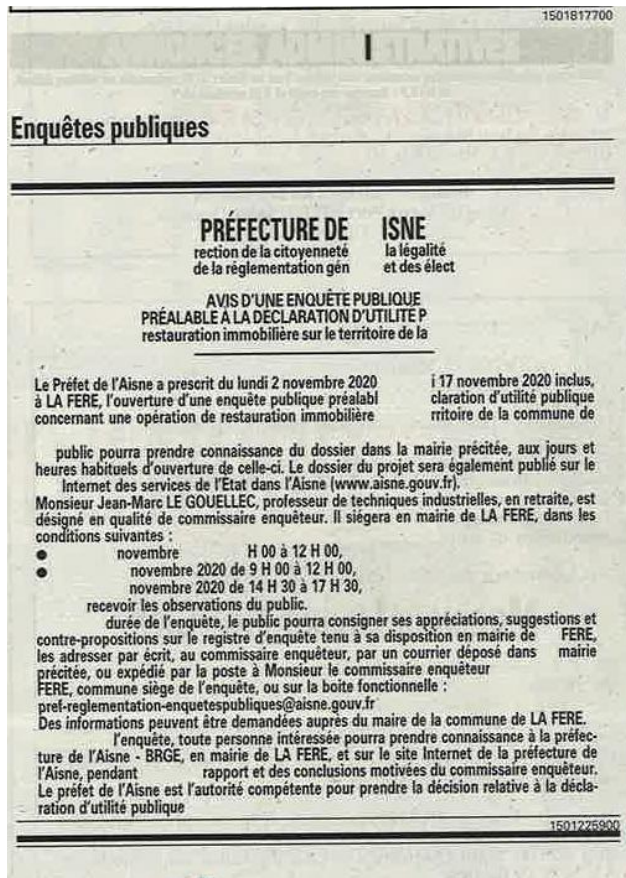 1501817700
Enquêtes publiques
PRÉFECTURE DE ISNE
rection de la citoyenneté la légalité
de la réglementation gén et des élect
AVIS D'UNE ENQUÊTE PUBLIQUE
PRÉALABLE À LA DECLARATION D'UTILITE P
restauration immobilière sur le territoire de la
Le Préfet de l'Aisne a prescrit du lundi 2 novembre 2020 i 17 novembre 2020 inclus,
à LA FERE, l'ouverture d'une enquête publique préalabl claration d'utilité publique
concernant une opération de restauration immobilière rritoire de la commune de
public pourra prendre connaissance du dossier dans la mairie précitée, aux jours et
heures habituels d'ouverture de celle-ci. Le dossier du projet sera également publié sur le
Internet des services de l'Etat dans l'Aisne (www.aisne.gouv.fr).
Monsieur Jean-Marc LE GOUELLEC, professeur de techniques industrielles, en retraite, est
désigné en qualité de commissaire enquêteur. Il siégera en mairie de LA FERE, dans les
conditions suivantes :
● novembre H 00 à 12 H 00,
● novembre 2020 de 9 H 00 à 12 H 00,
novembre 2020 de 14 H 30 à 17 H 30,
recevoir les observations du public.
durée de l'enquête, le public pourra consigner ses appréciations, suggestions et
contre-propositions sur le registre d'enquête tenu à sa disposition en mairie de FERE,
les adresser par écrit, au commissaire enquêteur, par un courrier déposé dans mairie
précitée, ou expédié par la poste à Monsieur le commissaire enquêteur
FERE, commune siège de l'enquête, ou sur la boite fonctionnelle :
pref-reglementation-enquetespubliques@aisne.gouv.fr
Des informations peuvent être demandées auprès du maire de la commune de LA FERE.
l'enquête, toute personne intéressée pourra prendre connaissance à la préfec-
ture de l'Aisne - BRGE, en mairie de LA FERE, et sur le site Internet de la préfecture de
l'Aisne, pendant rapport et des conclusions motivées du commissaire enquêteur.
Le préfet de l'Aisne est l'autorité compétente pour prendre la décision relative à la décla-
ration d'utilité publique
1501225900